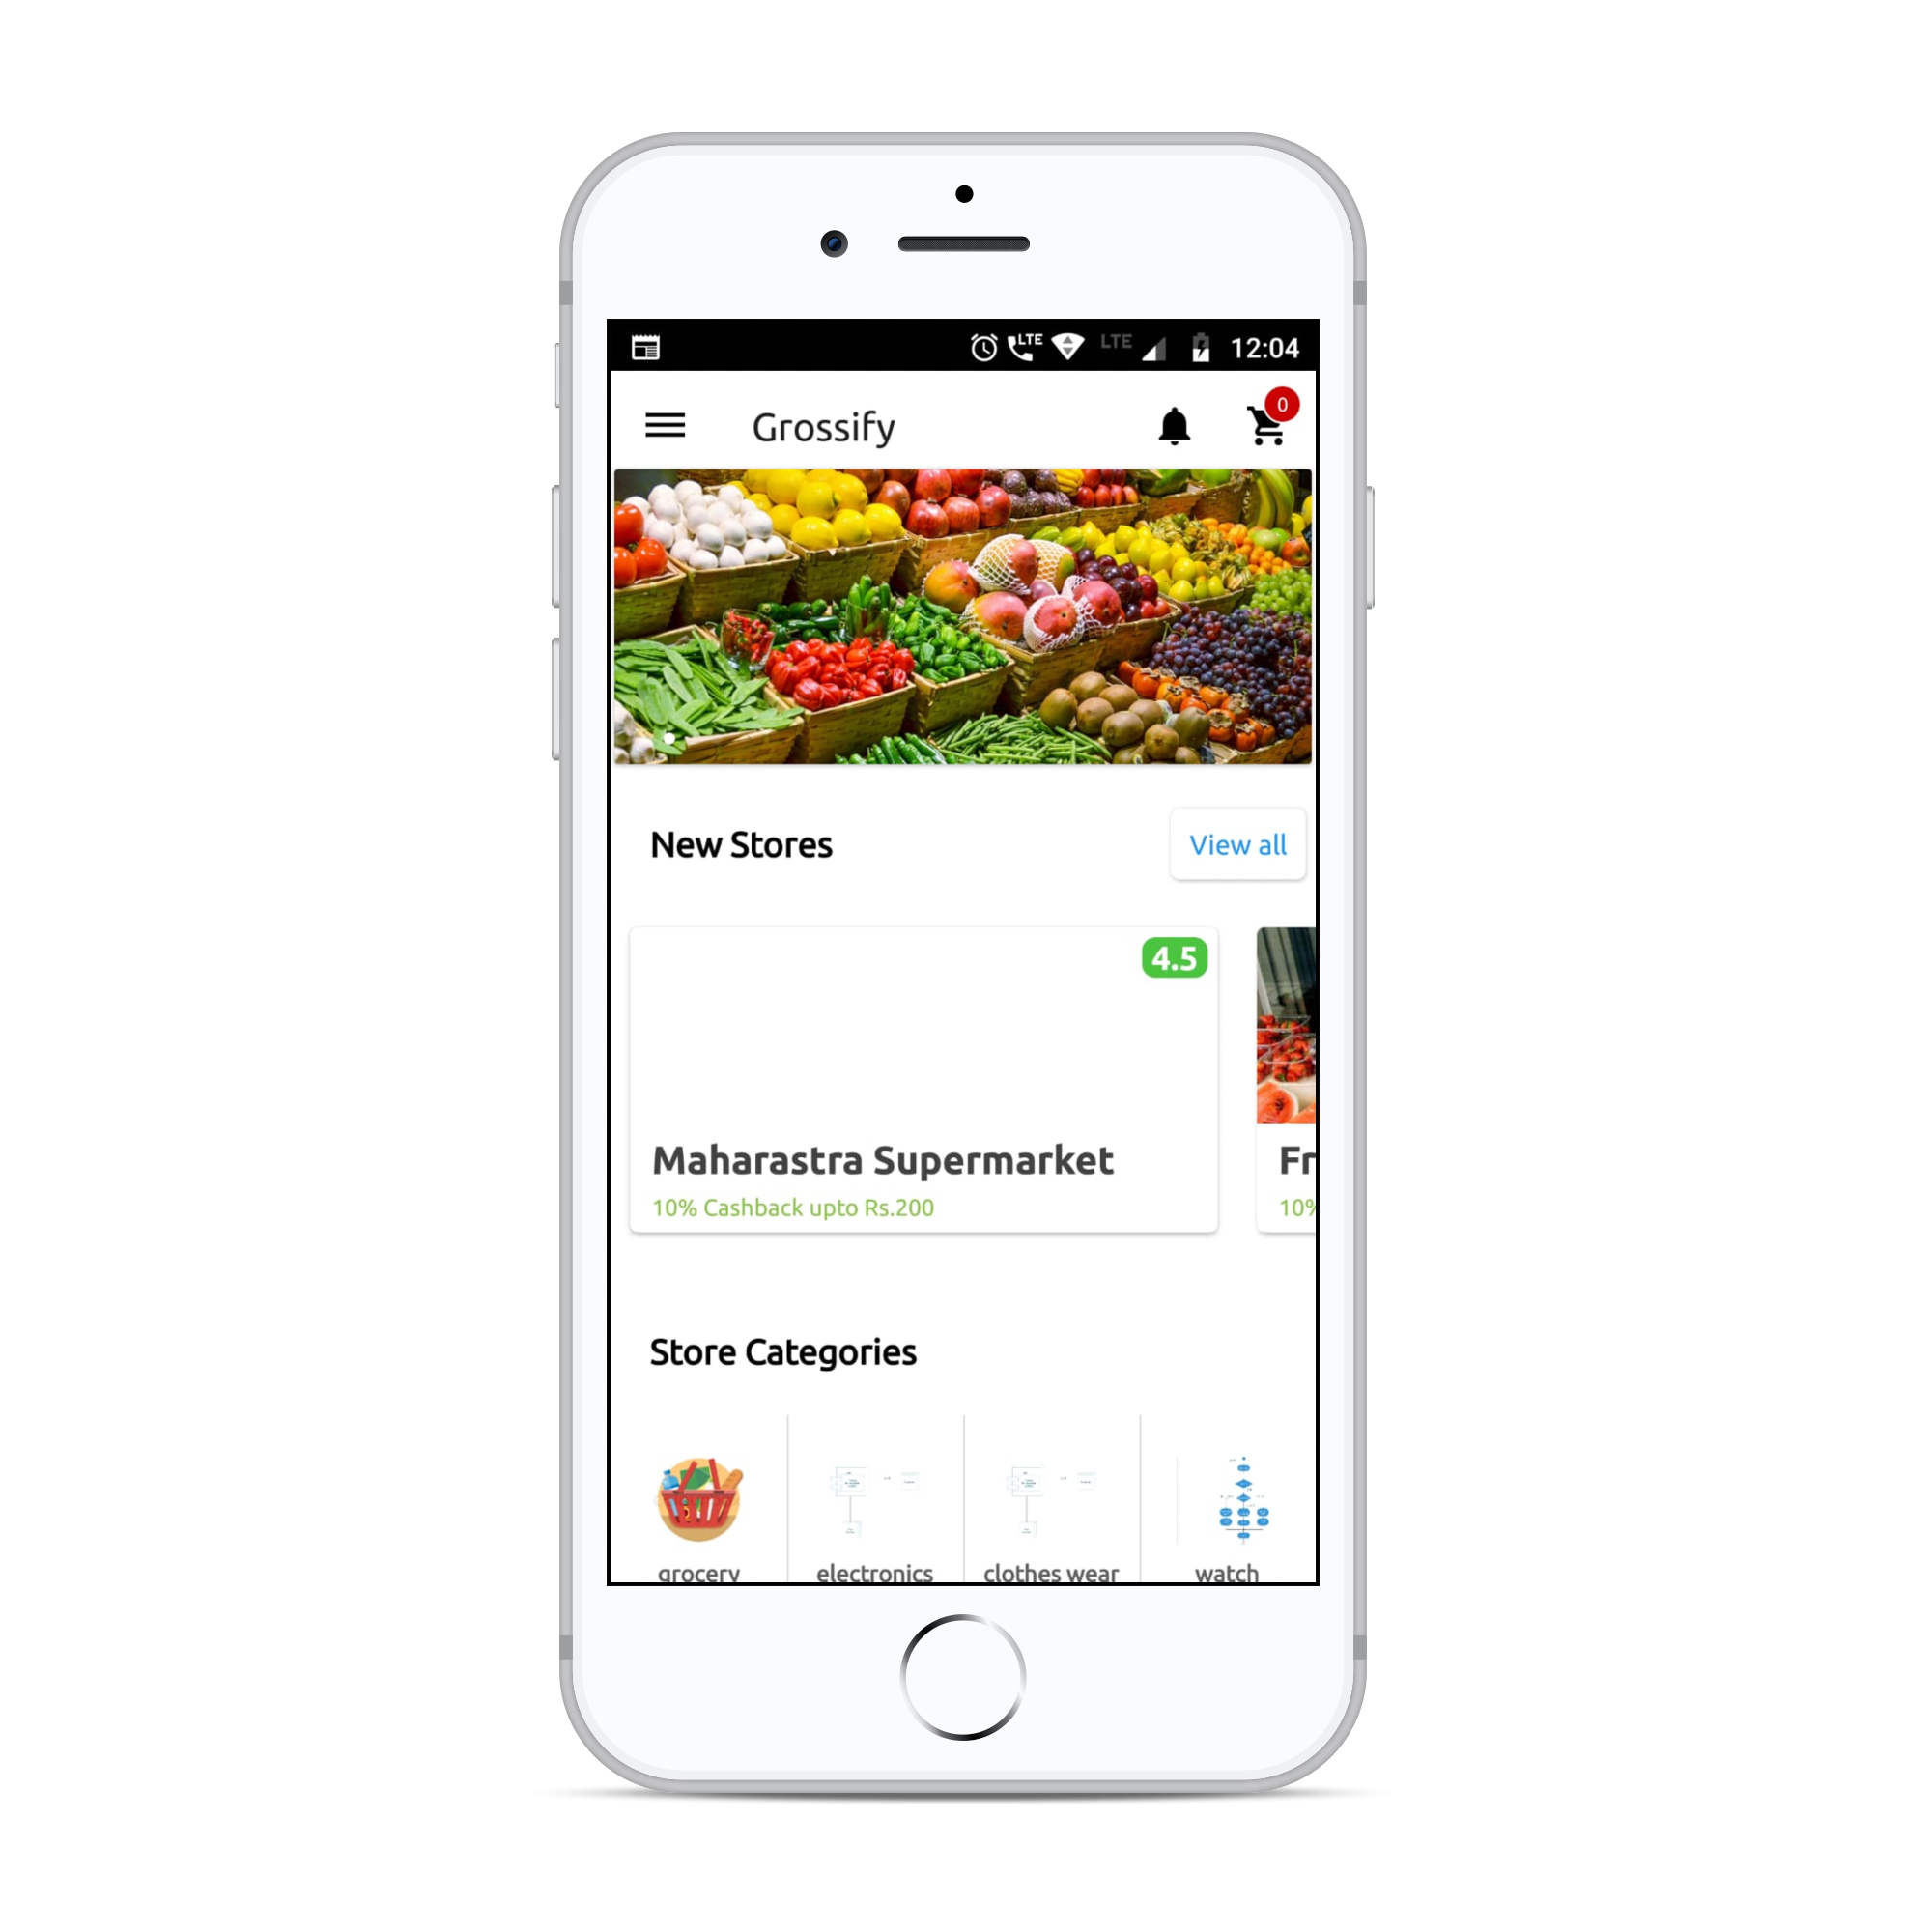 LTE LTE 12:04
Grossify 0
New Stores View all
4.5
Maharastra Supermarket Fr
10% Cashback upto Rs.200 10%
Store Categories
grocery electronics clothes wear watch